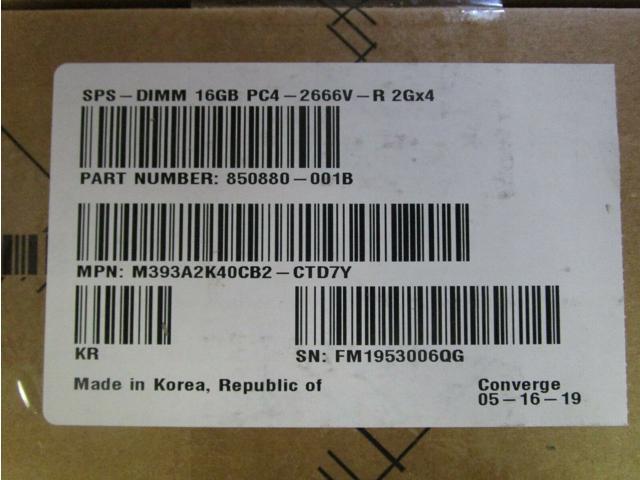 SPS-DIMM 16GB PC4-2666V-R 2Gx4
PART NUMBER: 850880-001B
MPN: M393A2K40CB2-CTD7Y
KR
SN: FM1953006QG
Made in Korea, Republic of
Converge
05-16-19